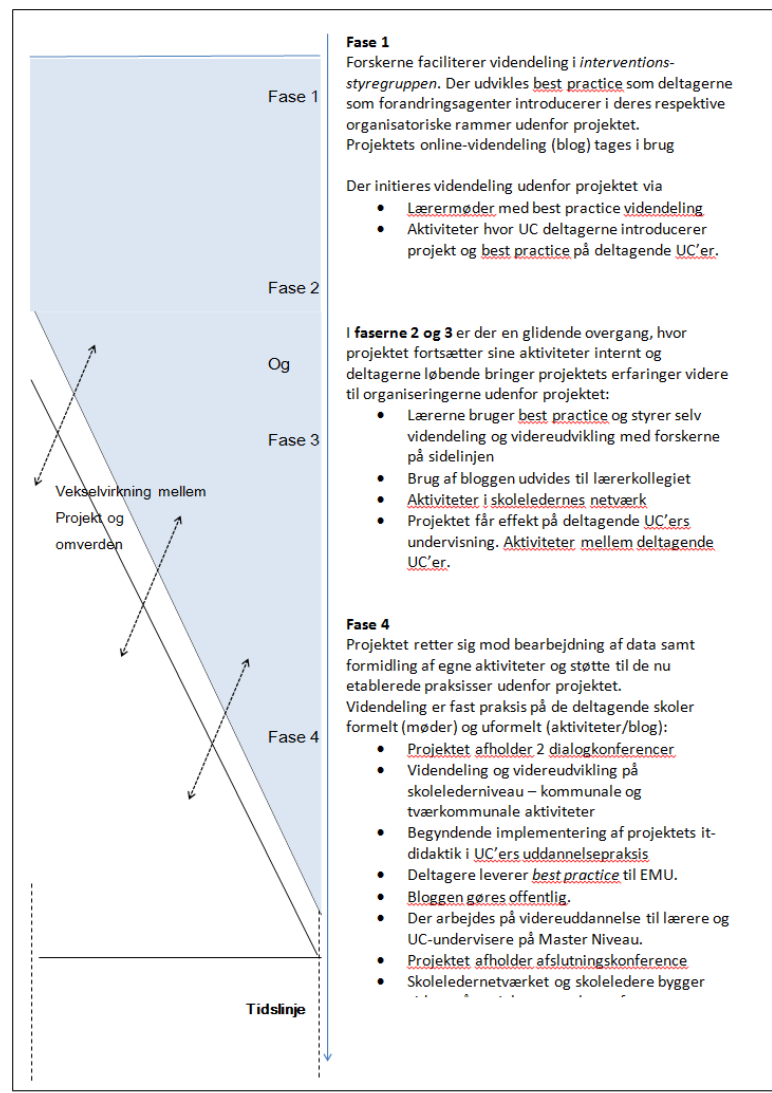 Fase 1
Fase 2
Og
Fase 3
Vekselvirkning mellem
Projekt og
omverden
Fase 4
Tidslinje
Fase 1
Forskerne faciliterer videndeling i interventions-
styregruppen. Der udvikles best practice som deltagerne
som forandringsagenter introducerer i deres respektive
organisatoriske rammer udenfor projektet.
Projektets online-videndeling (blog) tages i brug
Der initieres videndeling udenfor projektet via
• Lærermøder med best practice videndeling
• Aktiviteter hvor UC deltagerne introducerer
projekt og best practice på deltagende UC’er.
I faserne 2 og 3 er der en glidende overgang, hvor
projektet fortsætter sine aktiviteter internt og
deltagerne løbende bringer projektets erfaringer videre
til organiseringerne udenfor projektet:
• Lærerne bruger best practice og styrer selv
videndeling og videreudvikling med forskerne
på sidelinjen
• Brug af bloggen udvides til lærerkollegiet
• Aktiviteter i skoleledernes netværk
• Projektet får effekt på deltagende UC’ers
undervisning. Aktiviteter mellem deltagende
UC’er.
Fase 4
Projektet retter sig mod bearbejdning af data samt
formidling af egne aktiviteter og støtte til de nu
etablerede praksisser udenfor projektet.
Videndeling er fast praksis på de deltagende skoler
formelt (møder) og uformelt (aktiviteter/blog):
• Projektet afholder 2 dialogkonferencer
• Videndeling og videreudvikling på
skolelederniveau – kommunale og
tværkommunale aktiviteter
• Begyndende implementering af projektets it-
didaktik i UC’ers uddannelsepraksis
• Deltagere leverer best practice til EMU.
• Bloggen gøres offentlig.
• Der arbejdes på videreuddannelse til lærere og
UC-undervisere på Master Niveau.
• Projektet afholder afslutningskonference
• Skoleledernetværket og skoleledere bygger